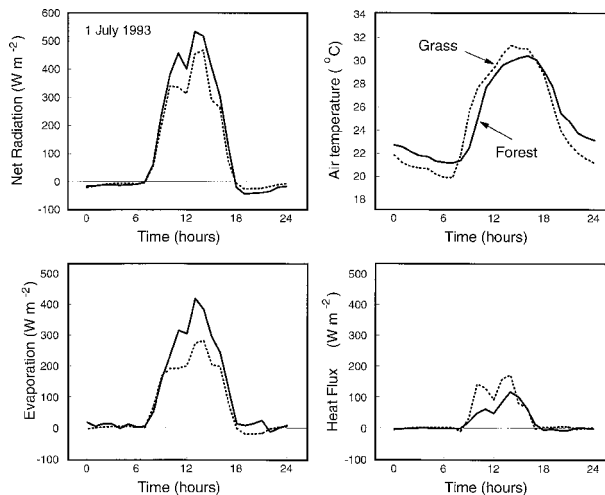 1 July 1993
Net Radiation (W m -2)
600
500
400
300
200
100
0
-100
0 6 12 18 24
Time (hours)
Air temperature ( °C)
34
32
30
28
26
24
22
20
18
Grass
Forest
0 6 12 18 24
Time (hours)
Evaporation (W m -2)
500
400
300
200
100
0
-100
0 6 12 18 24
Time (hours)
Heat Flux (W m -2)
500
400
300
200
100
0
-100
0 6 12 18 24
Time (hours)